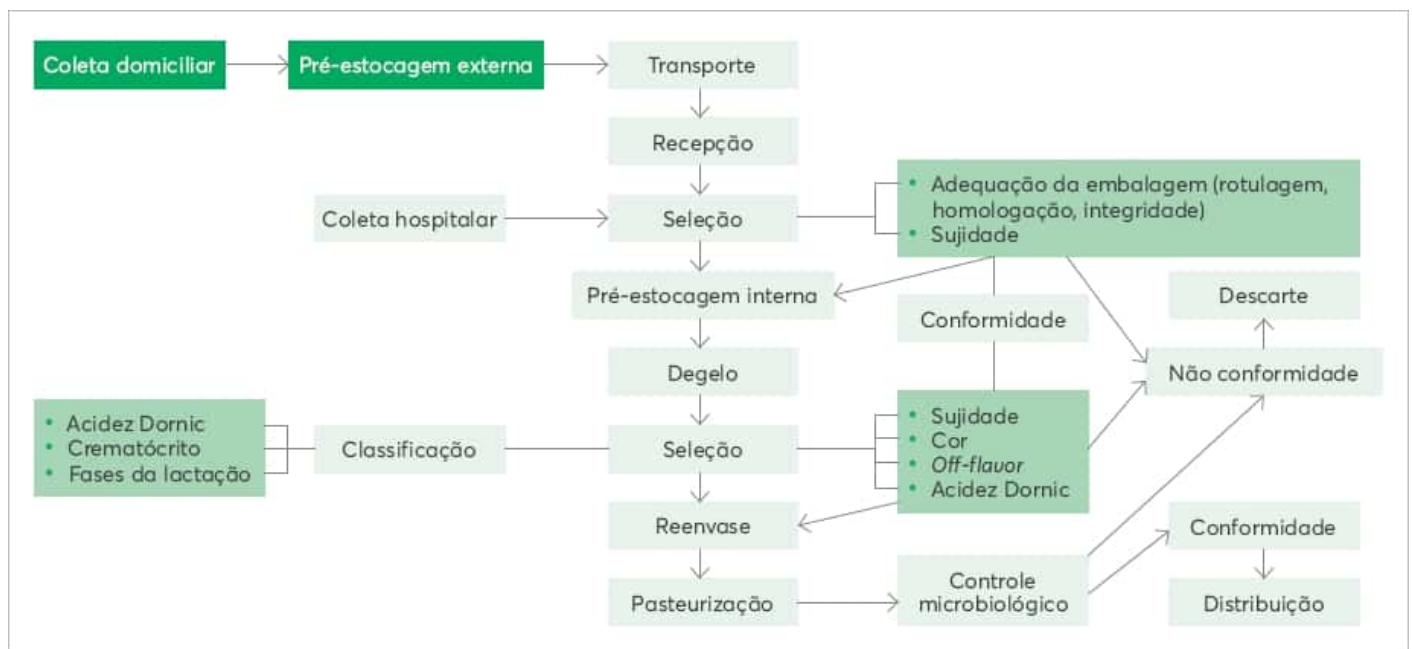 Coleta domiciliar
Pré-estocagem externa
Transporte
Recepção
Coleta hospitalar
Seleção
• Adequação da embalagem (rotulagem,
homologação, integridade)
• Sujidade
Pré-estocagem interna
Conformidade
Descarte
Degelo
Não conformidade
• Acidez Dornic
• Crematócrito
• Fases da lactação
Classificação
Seleção
• Sujidade
• Cor
• Off-flavor
• Acidez Dornic
Reenvase
Conformidade
Pasteurização
Controle
microbiológico
Distribuição